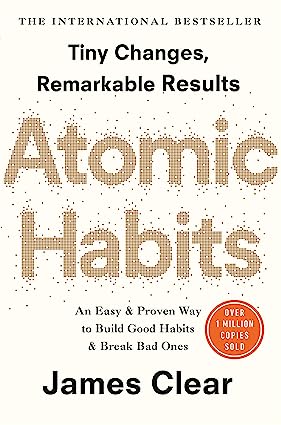 THE INTERNATIONAL BESTSELLER
Tiny Changes,
Remarkable Results
Atomic
Habits
An Easy & Proven Way
to Build Good Habits
& Break Bad Ones
OVER
1 MILLION
COPIES
SOLD
James Clear